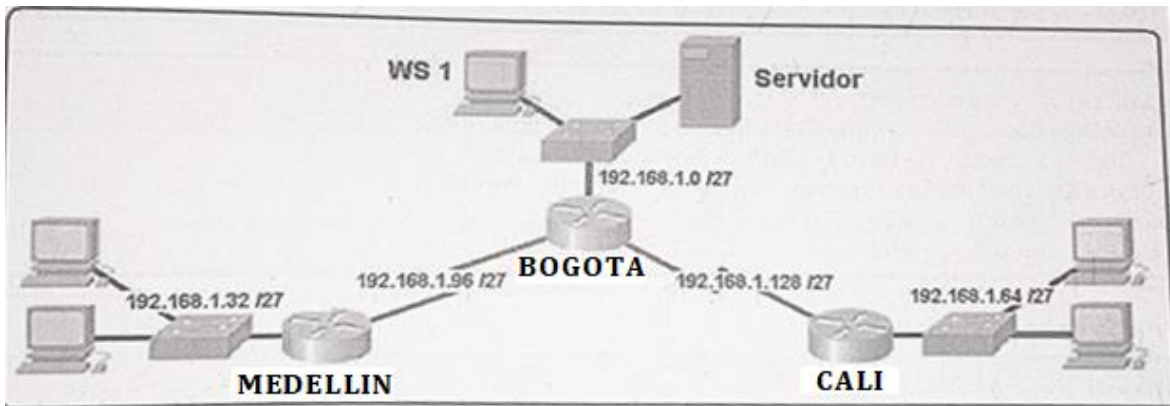 WS 1
Servidor
192.168.1.0 /27
BOGOTA
192.168.1.96 /27
192.168.1.128 /27
192.168.1.32 /27
192.168.1.64 /27
MEDELLIN
CALI